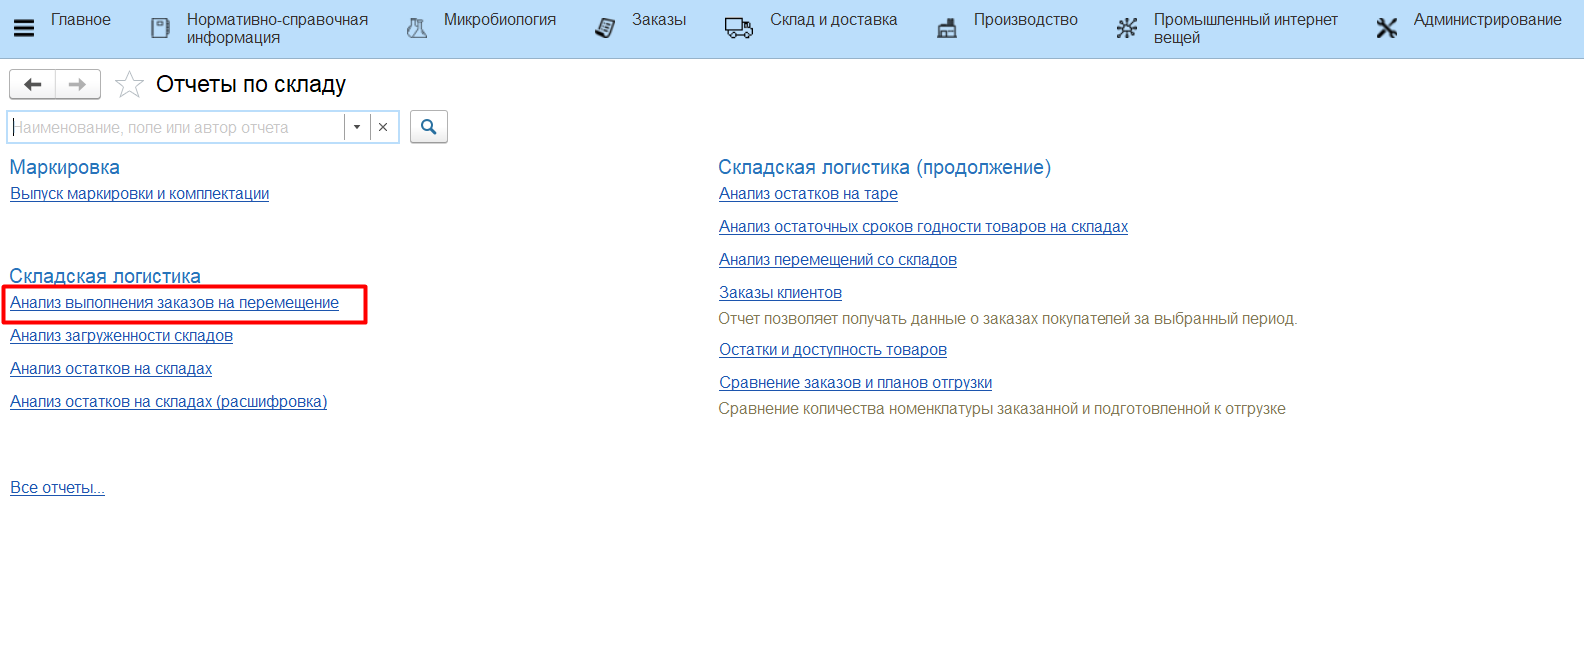 Главное
Нормативно-справочная
информация
Микробиология
Заказы
Склад и доставка
Производство
Промышленный интернет
вещей
Администрирование
Отчеты по складу
Наименование, поле или автор отчета
Маркировка
Выпуск маркировки и комплектации
Складская логистика
Анализ выполнения заказов на перемещение
Анализ загруженности складов
Анализ остатков на складах
Анализ остатков на складах (расшифровка)
Все отчеты...
Складская логистика (продолжение)
Анализ остатков на таре
Анализ остаточных сроков годности товаров на складах
Анализ перемещений со складов
Заказы клиентов
Отчет позволяет получать данные о заказах покупателей за выбранный период.
Остатки и доступность товаров
Сравнение заказов и планов отгрузки
Сравнение количества номенклатуры заказанной и подготовленной к отгрузке